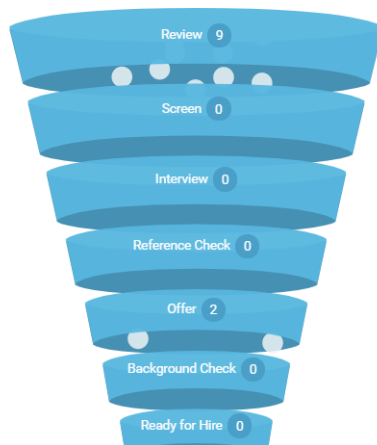 Review 9
Screen 0
Interview 0
Reference Check 0
Offer 2
Background Check 0
Ready for Hire 0